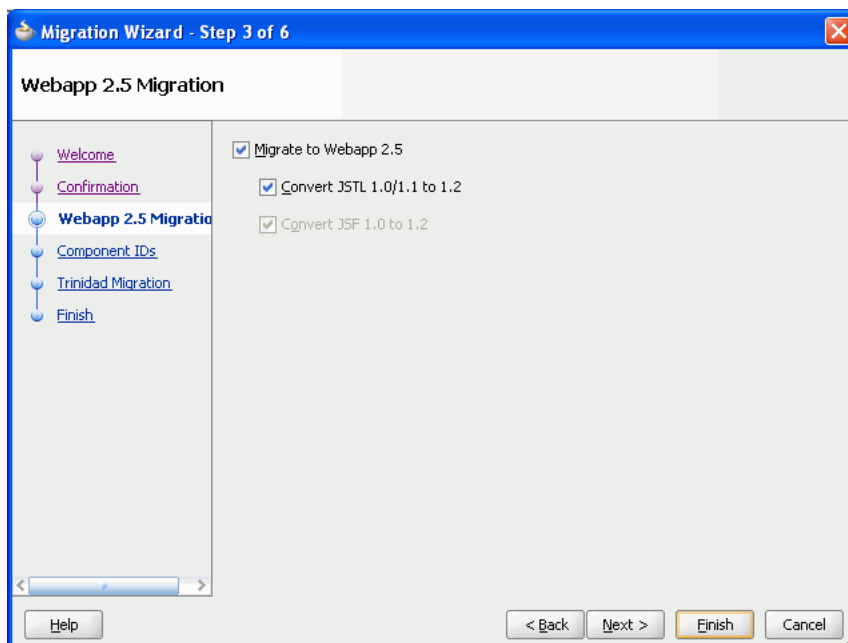 Migration Wizard - Step 3 of 6
Webapp 2.5 Migration
Welcome
Confirmation
Webapp 2.5 Migratio
Component IDs
Trinidad Migration
Finish
Migrate to Webapp 2.5
Convert JSTL 1.0/1.1 to 1.2
Convert JSF 1.0 to 1.2
Help
< Back
Next >
Finish
Cancel